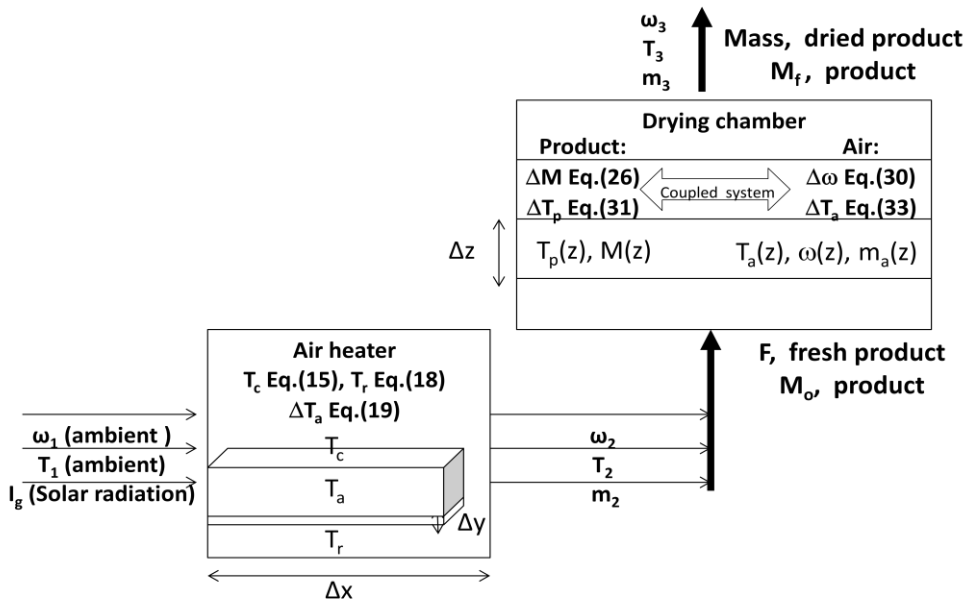 ω3
T3
m3
Mass, dried product
Mf, product
Drying chamber
Product: Air:
ΔM Eq.(26) Coupled system Δω Eq.(30)
ΔTp Eq.(31) ΔTa Eq.(33)
Δz
Tp(z), M(z) Ta(z), ω(z), ma(z)
F, fresh product
Mo, product
Air heater
Tc Eq.(15), Tr Eq.(18)
ΔTa Eq.(19)
ω1 (ambient )
T1 (ambient)
Ig (Solar radiation)
Tc
Ta
Δy
Tr
Δx
ω2
T2
m2